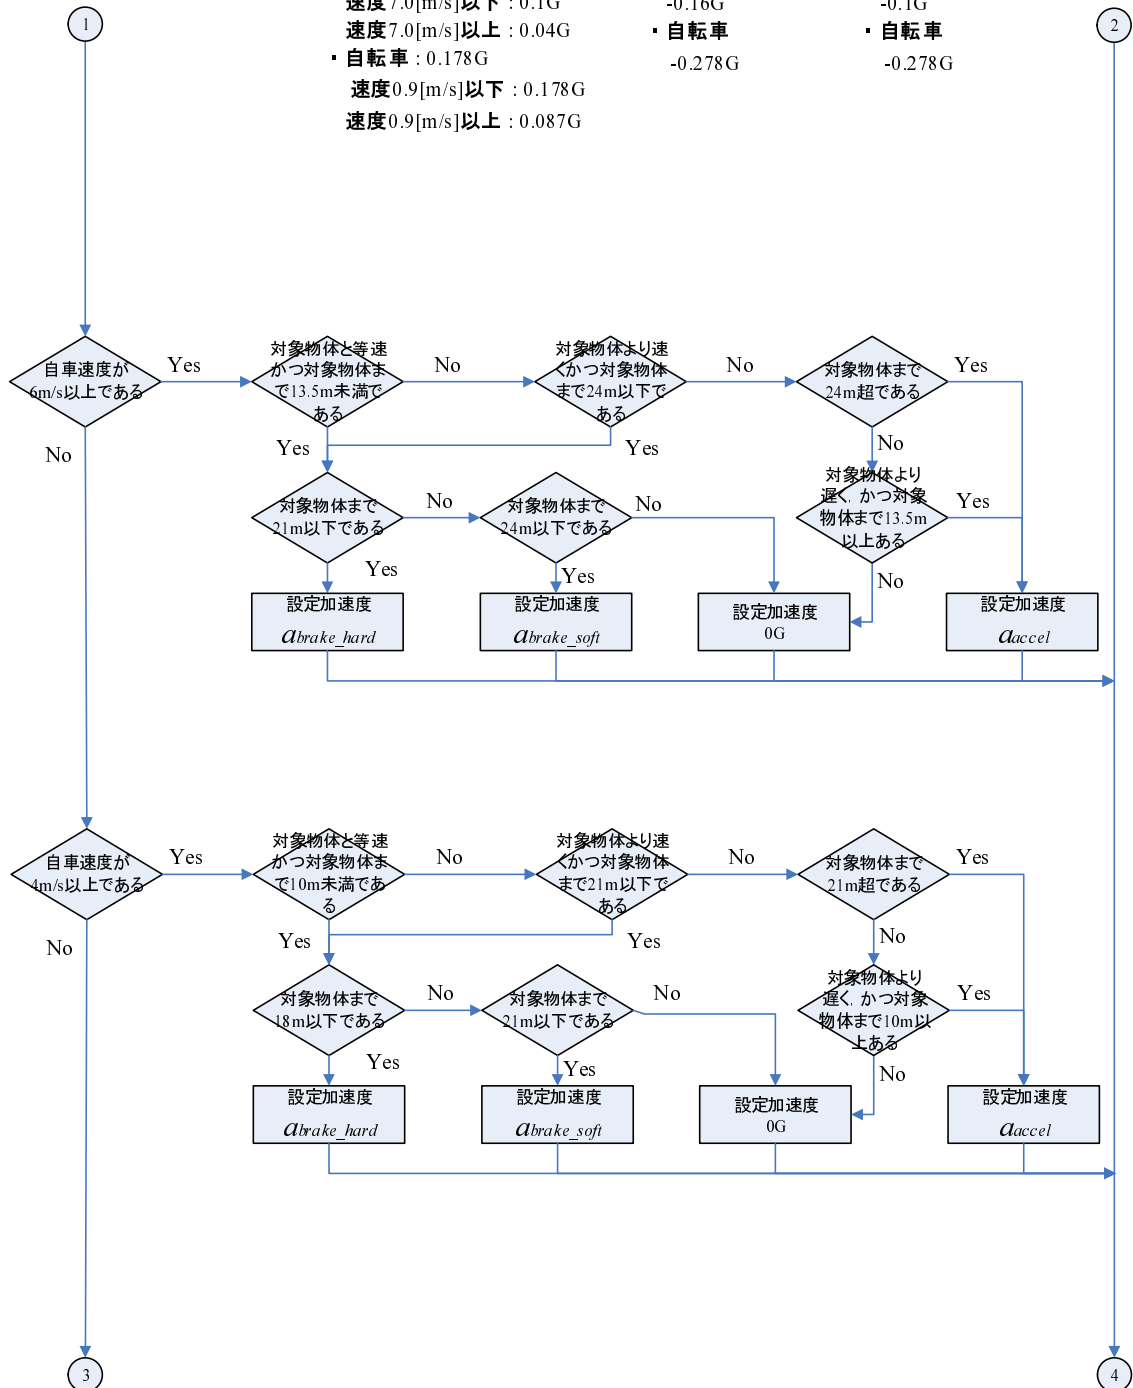 1
2
速度7.0[m/s]以下 : 0.1G
速度7.0[m/s]以上 : 0.04G
・自転車 : 0.178G
速度0.9[m/s]以下 : 0.178G
速度0.9[m/s]以上 : 0.087G
-0.16G
・自転車
-0.278G
-0.1G
・自転車
-0.278G
自車速度が
6m/s以上である
Yes
No
対象物体と等速
かつ対象物体ま
で13.5m未満で
ある
No
Yes
対象物体より速
くかつ対象物体
まで24m以下で
ある
No
Yes
対象物体まで
24m超である
Yes
No
対象物体まで
21m以下である
No
Yes
対象物体まで
24m以下である
No
Yes
対象物体より
遅く, かつ対象
物体まで13.5m
以上ある
Yes
No
設定加速度
abrake_hard
設定加速度
abrake_soft
設定加速度
0G
設定加速度
aaccel
自車速度が
4m/s以上である
Yes
No
対象物体と等速
かつ対象物体ま
で10m未満であ
る
No
Yes
対象物体より速
くかつ対象物体
まで21m以下で
ある
No
Yes
対象物体まで
21m超である
Yes
No
対象物体まで
18m以下である
No
Yes
対象物体まで
21m以下である
No
Yes
対象物体より
遅く, かつ対象
物体まで10m以
上ある
Yes
No
設定加速度
abrake_hard
設定加速度
abrake_soft
設定加速度
0G
設定加速度
aaccel
3
4